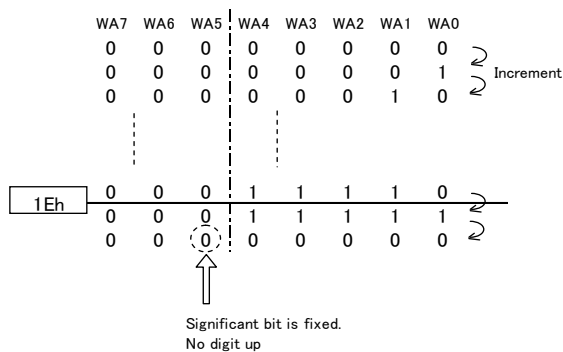 WA7 WA6 WA5 WA4 WA3 WA2 WA1 WA0
0 0 0 0 0 0 0 0
0 0 0 0 0 0 0 1 Increment
0 0 0 0 0 0 1 0
0 0 0 1 1 1 1 0
1Eh
0 0 0 1 1 1 1 1
0 0 0 0 0 0 0 0
Significant bit is fixed.
No digit up